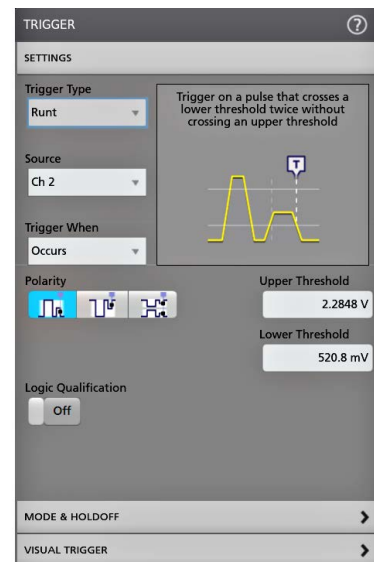 TRIGGER
?
SETTINGS
Trigger Type
Runt
Trigger on a pulse that crosses a
lower threshold twice without
crossing an upper threshold
T
Source
Ch 2
Trigger When
Occurs
Polarity
Upper Threshold
2.2848 V
Lower Threshold
520.8 mV
Logic Qualification
Off
MODE & HOLDOFF
VISUAL TRIGGER